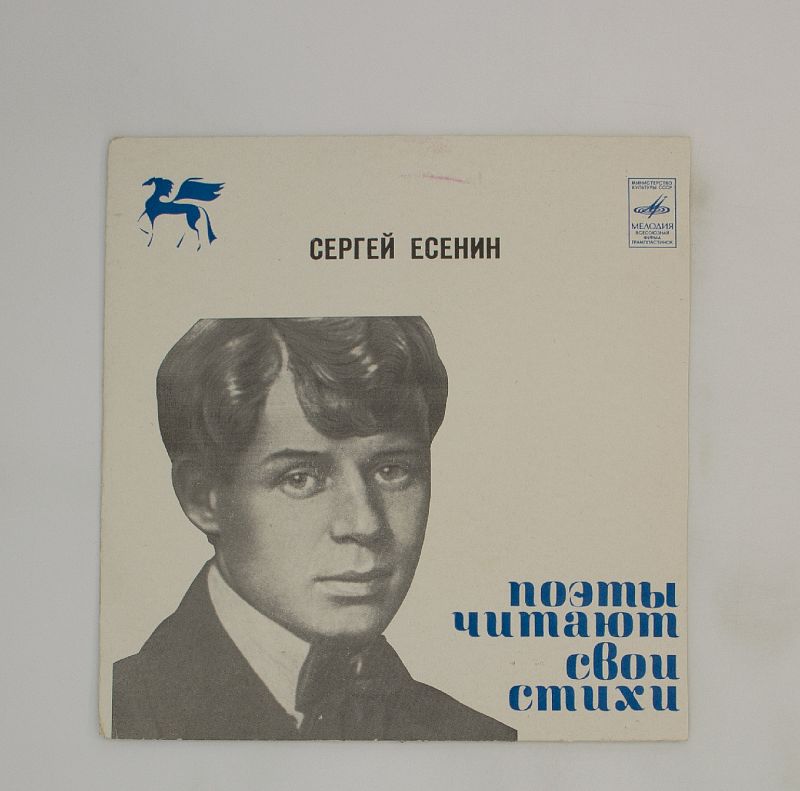 МИНИСТЕРСТВО
КУЛЬТУРЫ СССР
МЕЛОДИЯ
ВСЕСОЮЗНАЯ
ФИРМА
ГРАМПЛАСТИНОК
СЕРГЕЙ ЕСЕНИН
поэты
читают
свои
стихи